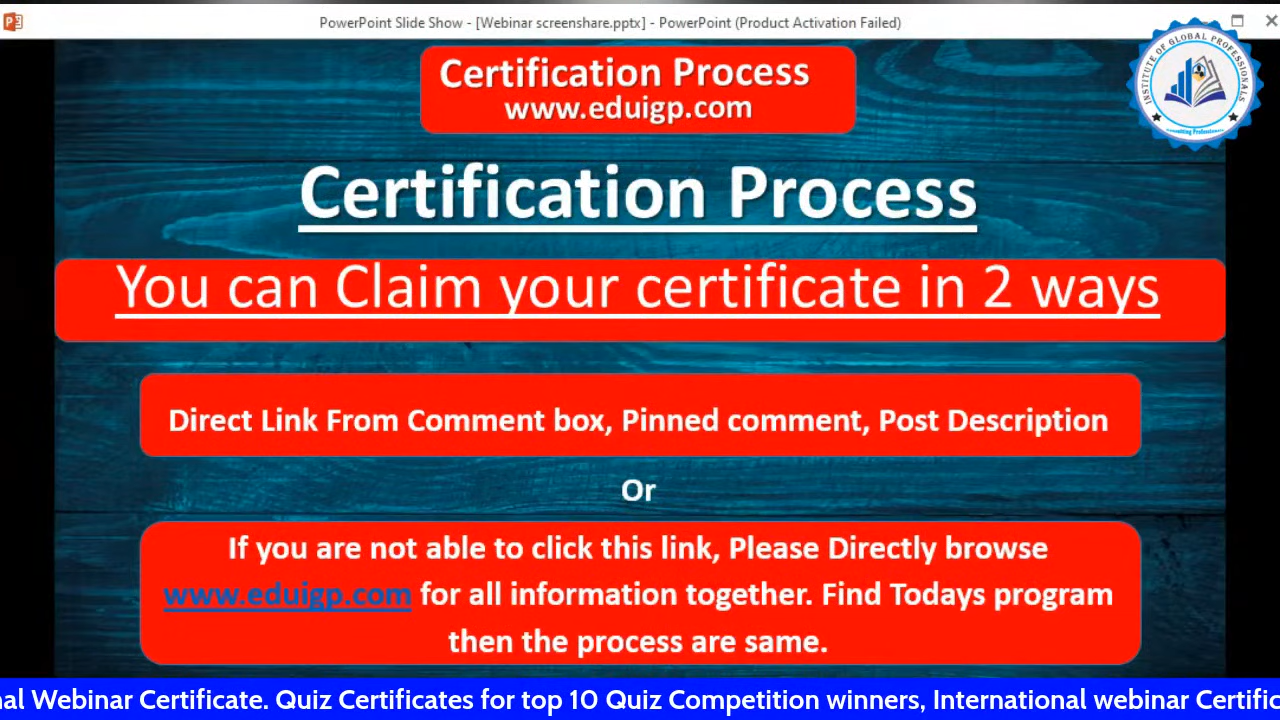 PowerPoint Slide Show - [Webinar screenshare.pptx] - PowerPoint (Product Activation Failed)
INSTITUTE OF GLOBAL PROFESSIONALS
Certification Process
www.eduigp.com
Certification Process
You can Claim your certificate in 2 ways
Direct Link From Comment box, Pinned comment, Post Description
Or
If you are not able to click this link, Please Directly browse
www.eduigp.com for all information together. Find Todays program
then the process are same.
nal Webinar Certificate. Quiz Certificates for top 10 Quiz Competition winners, International webinar Certific